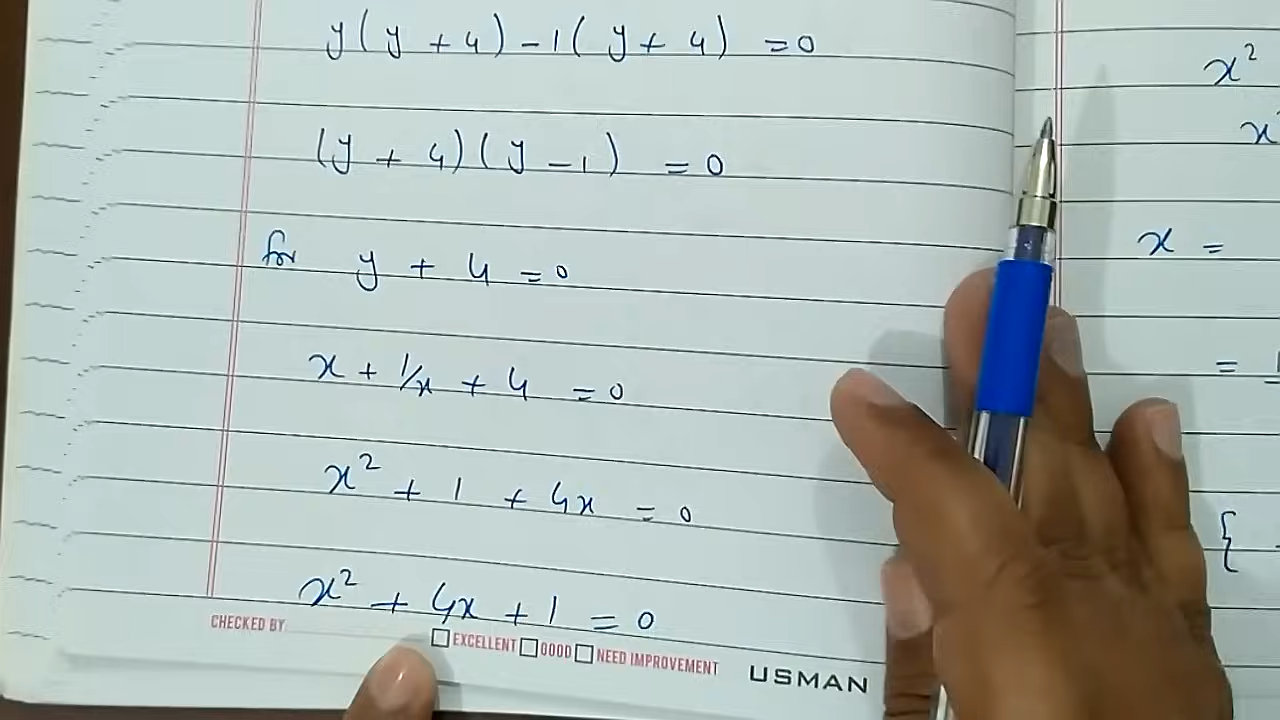 y(y + 4) - 1(y + 4) = 0
(y + 4)(y - 1) = 0
for y + 4 = 0
x + 1/x + 4 = 0
x² + 1 + 4x = 0
x² + 4x + 1 = 0
CHECKED BY
EXCELLENT GOOD NEED IMPROVEMENT
USMAN
x²
x
x =
=
{